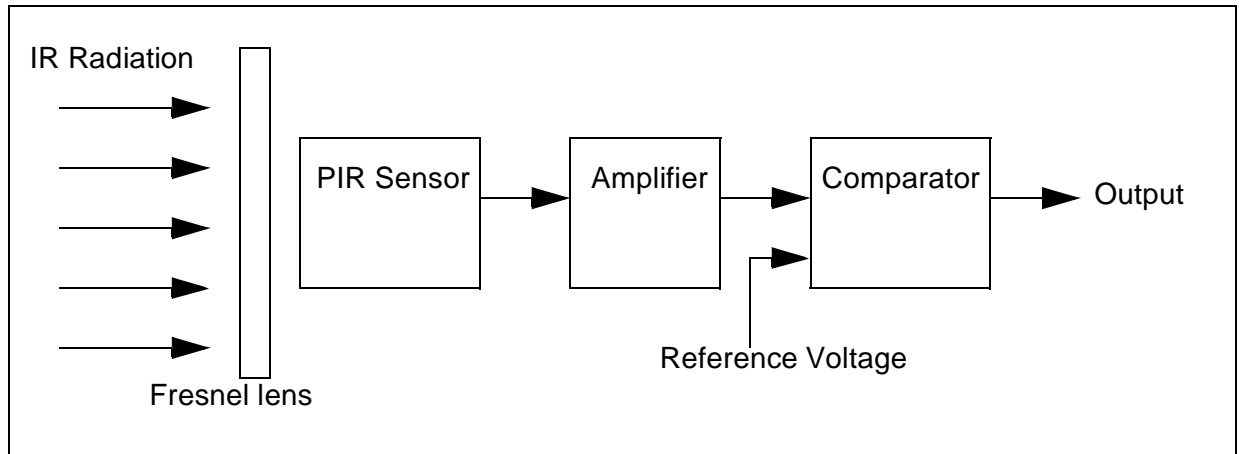 IR Radiation
PIR Sensor
Amplifier
Comparator
Output
Reference Voltage
Fresnel lens